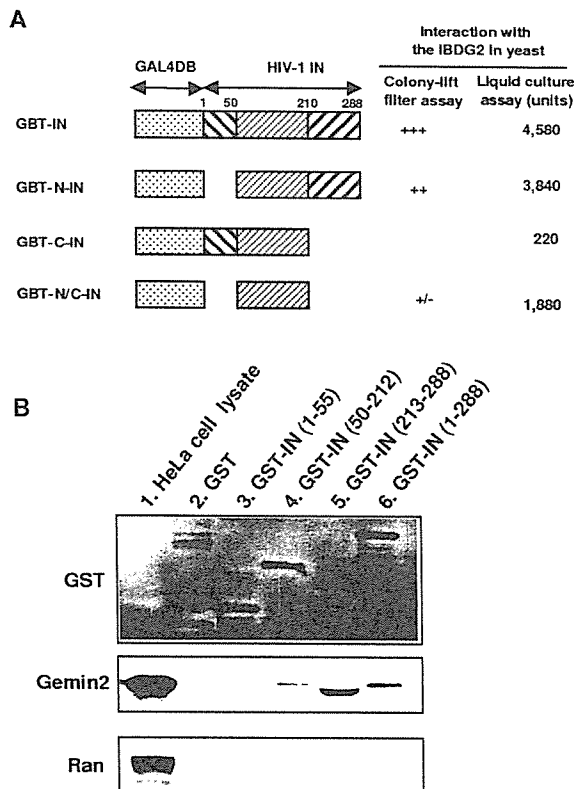 A
Interaction with
the IBDG2 in yeast
GAL4DB
HIV-1 IN
Colony-lift
filter assay
Liquid culture
assay (units)
1 50 210 288
GBT-IN
+++
4,580
GBT-N-IN
++
3,840
GBT-C-IN
220
GBT-N/C-IN
+/-
1,880
B
1. HeLa cell lysate
2. GST
3. GST-IN (1-55)
4. GST-IN (50-212)
5. GST-IN (213-288)
6. GST-IN (1-288)
GST
Gemin2
Ran